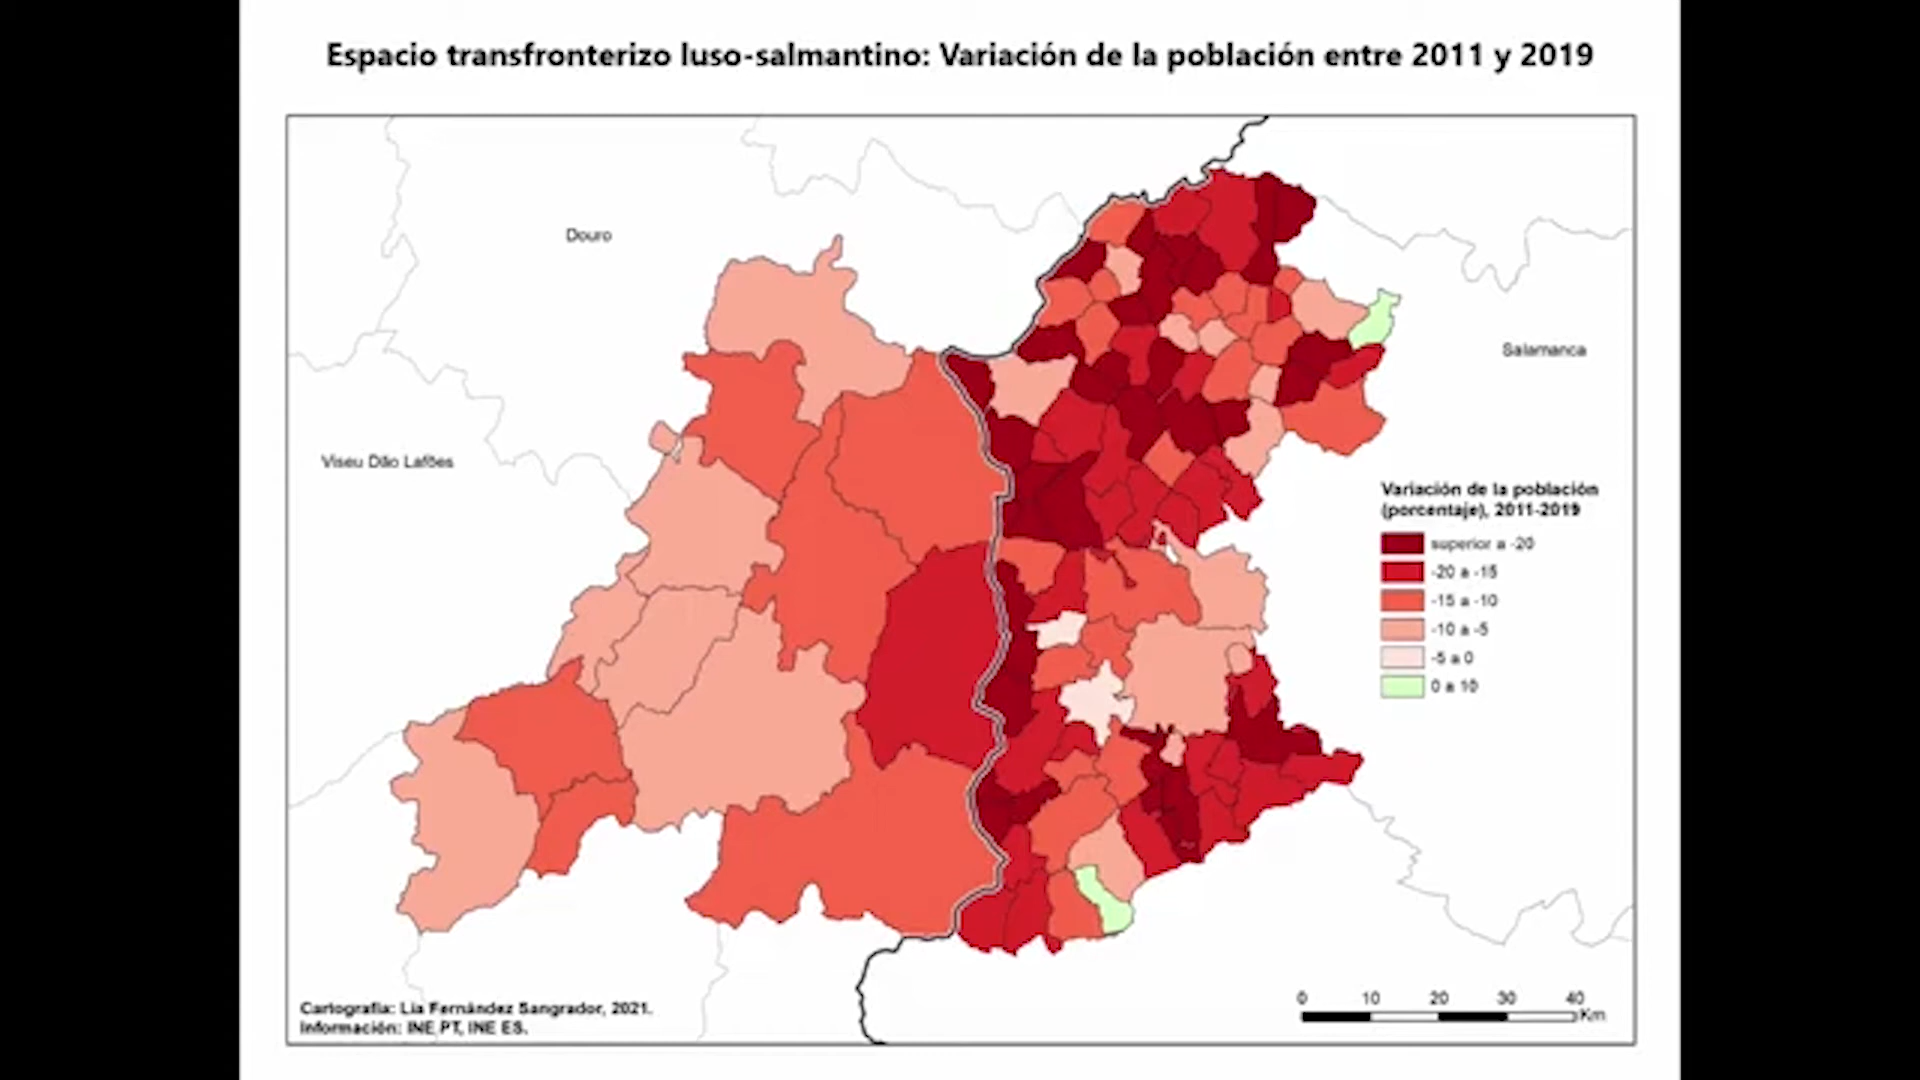 Espacio transfronterizo luso-salmantino: Variación de la población entre 2011 y 2019
Douro
Salamanca
Viseu Dão Lafões
Variación de la población
(porcentaje), 2011-2019
superior a -20
-20 a -15
-15 a -10
-10 a -5
-5 a 0
0 a 10
0 10 20 30 40
Km
Cartografía: Lía Fernández Sangrador, 2021.
Información: INE PT, INE ES.